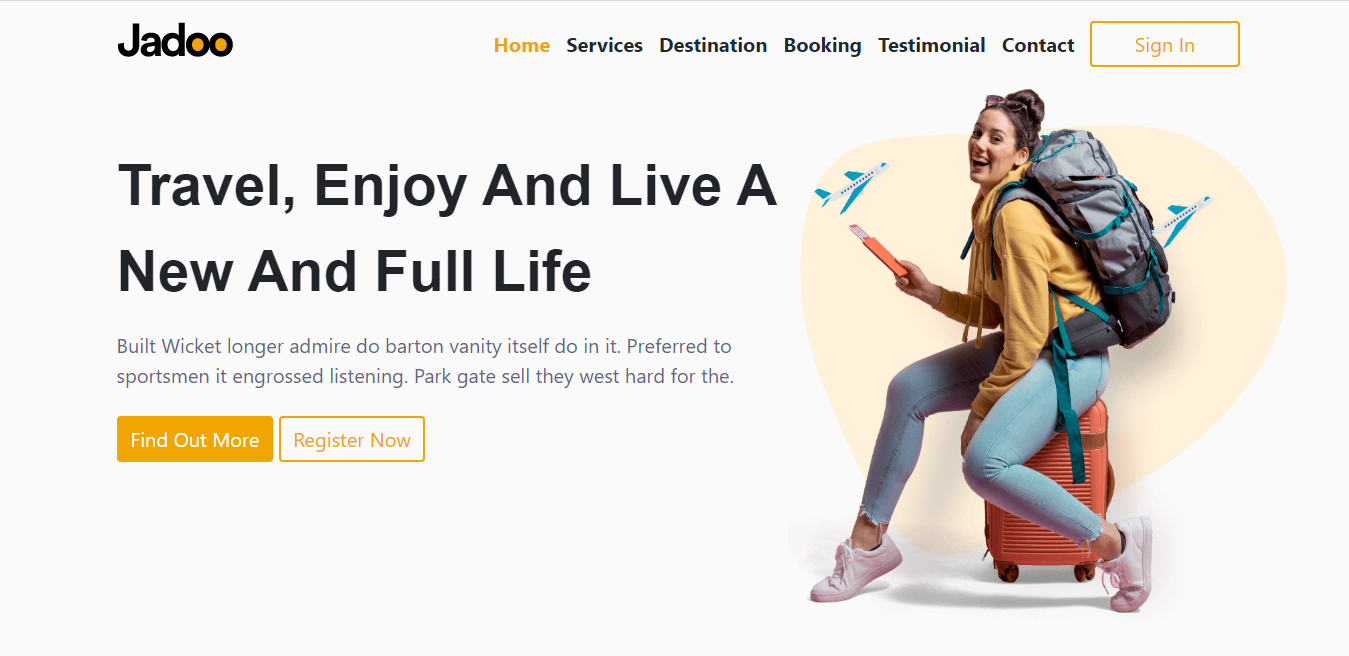 Jadoo
Home Services Destination Booking Testimonial Contact Sign In
Travel, Enjoy And Live A
New And Full Life
Built Wicket longer admire do barton vanity itself do in it. Preferred to
sportsmen it engrossed listening. Park gate sell they west hard for the.
Find Out More Register Now